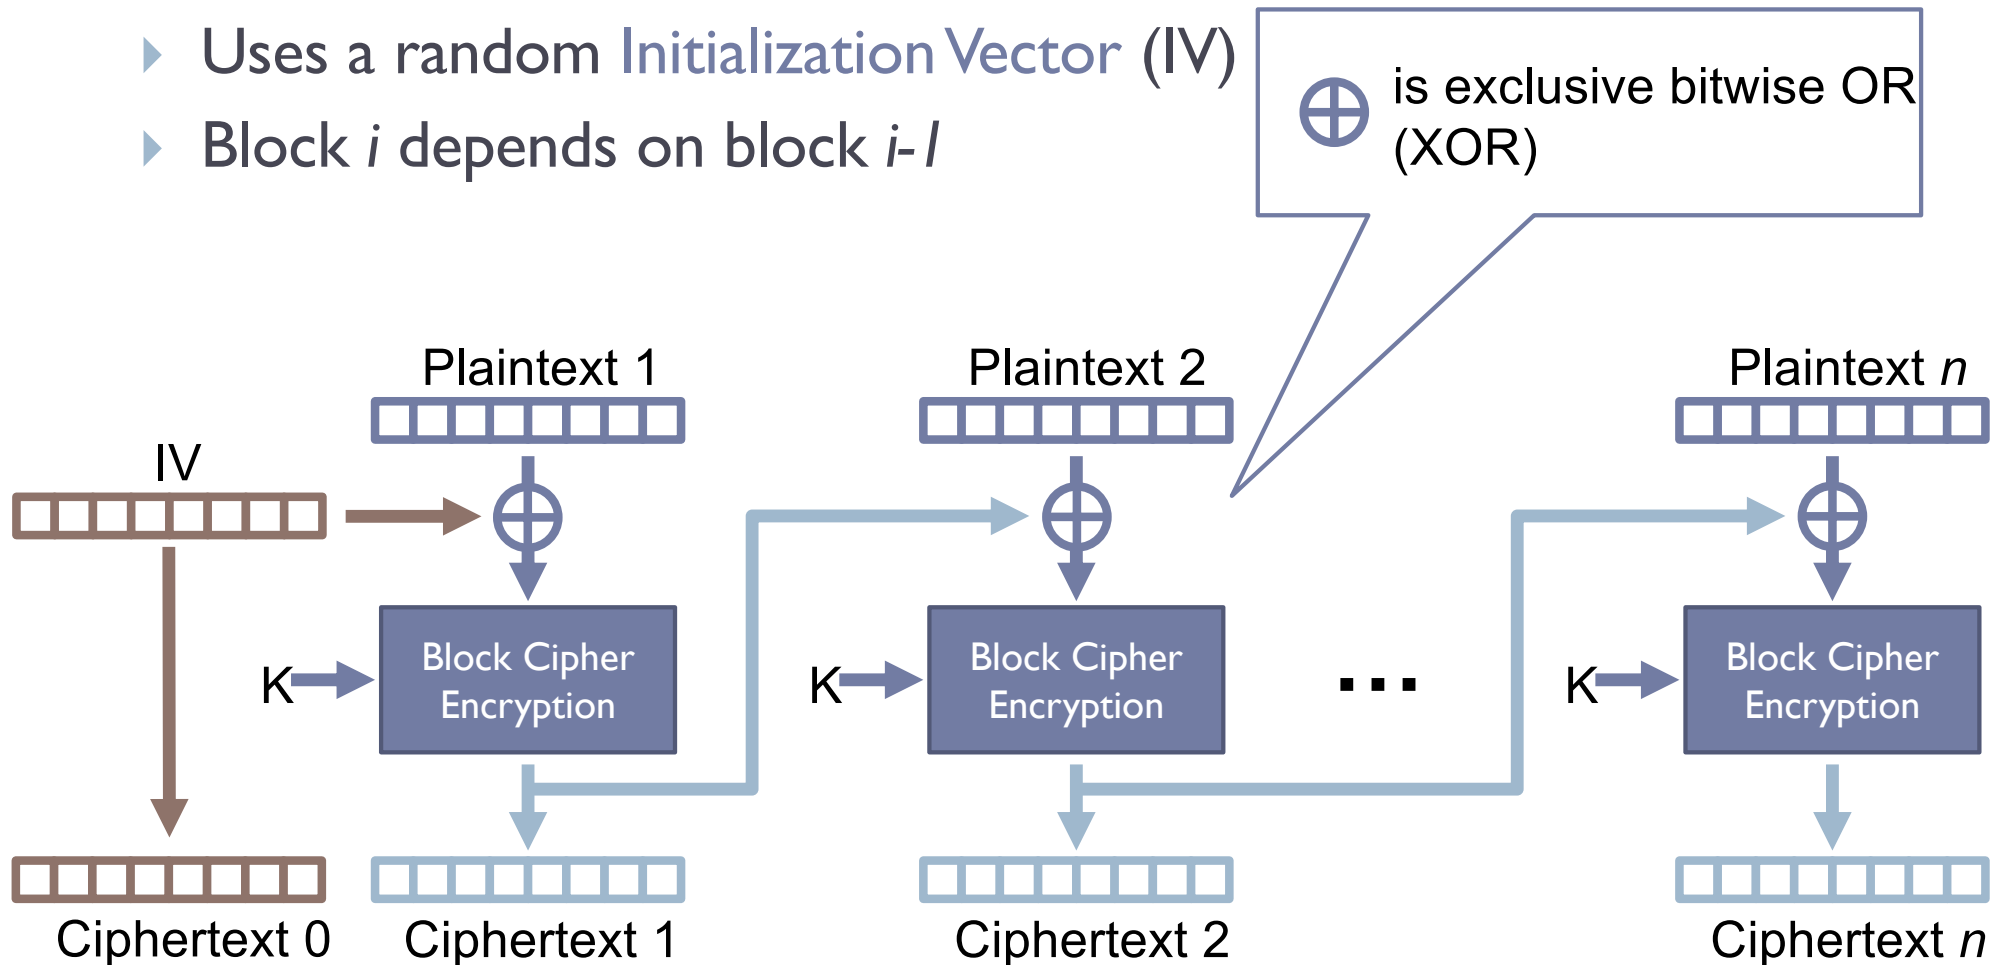 Uses a random Initialization Vector (IV)
Block i depends on block i-1
⊕ is exclusive bitwise OR
(XOR)
Plaintext 1
Plaintext 2
Plaintext n
IV
K
Block Cipher
Encryption
K
Block Cipher
Encryption
...
K
Block Cipher
Encryption
Ciphertext 0
Ciphertext 1
Ciphertext 2
Ciphertext n